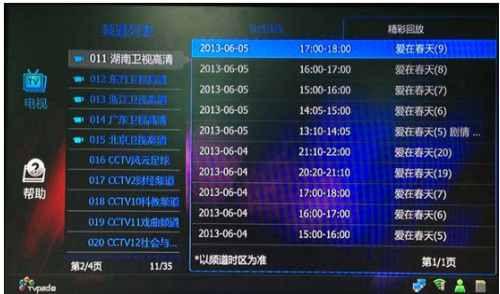 频道列表
精彩回放
电视
帮助
011 湖南卫视高清
012 东方卫视高清
013 浙江卫视高清
014 广东卫视高清
015 北京卫视高清
016 CCTV风云足球
017 CCTV2财经频道
018 CCTV10科教频道
019 CCTV11戏曲频道
020 CCTV12社会与...
第2/4页 11/35
2013-06-05 17:00-18:00 爱在春天(9)
2013-06-05 16:00-17:00 爱在春天(8)
2013-06-05 15:00-16:00 爱在春天(7)
2013-06-05 14:05-15:00 爱在春天(6)
2013-06-05 13:10-14:05 爱在春天(5) 剧情 ...
2013-06-04 21:10-22:00 爱在春天(20)
2013-06-04 20:20-21:10 爱在春天(19)
2013-06-04 17:00-18:00 爱在春天(7)
2013-06-04 16:00-17:00 爱在春天(6)
2013-06-04 15:00-16:00 爱在春天(5)
*以频道时区为准 第1/1页
Tvpads